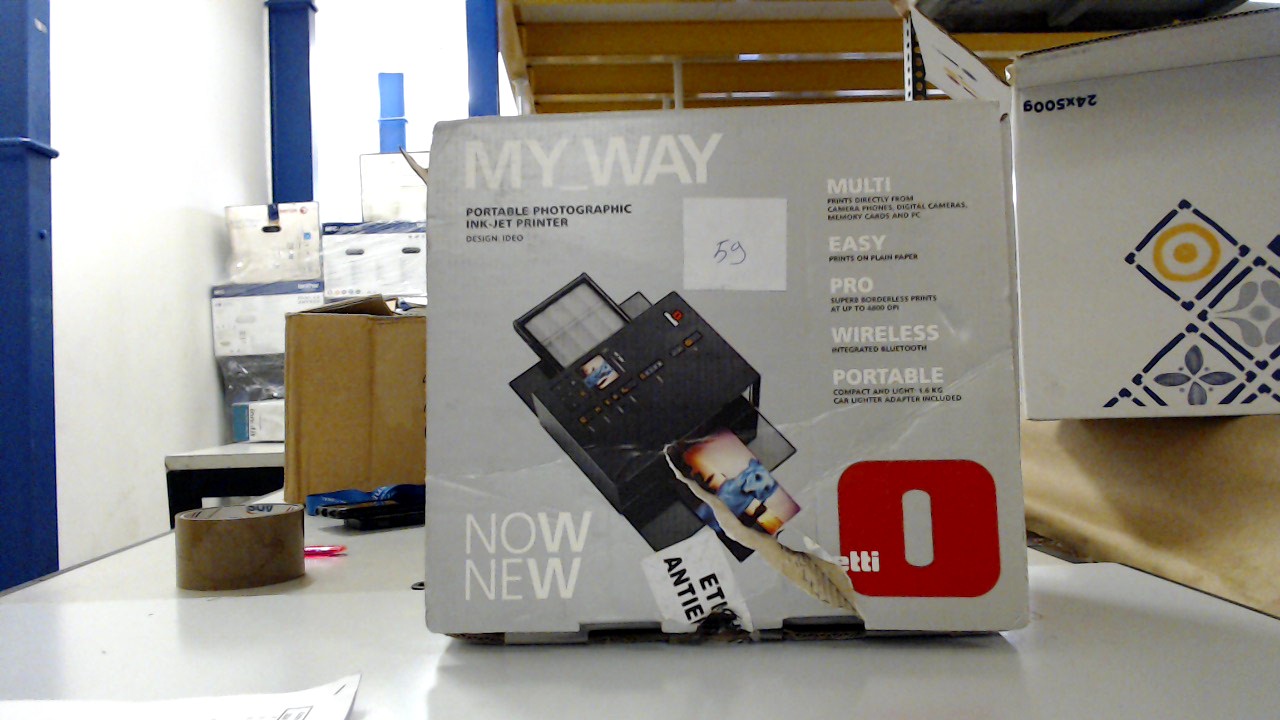 MY_WAY
PORTABLE PHOTOGRAPHIC
INK-JET PRINTER
DESIGN: IDEO
59
MULTI
PRINTS DIRECTLY FROM
CAMERA PHONES, DIGITAL CAMERAS,
MEMORY CARDS AND PC
EASY
PRINTS ON PLAIN PAPER
PRO
SUPERB BORDERLESS PRINTS
AT UP TO 4800 DPI
WIRELESS
INTEGRATED BLUETOOTH
PORTABLE
COMPACT AND LIGHT: 1.6 KG
CAR LIGHTER ADAPTER INCLUDED
NOW
NEW
etti
ETI
ANTIE
24x500g